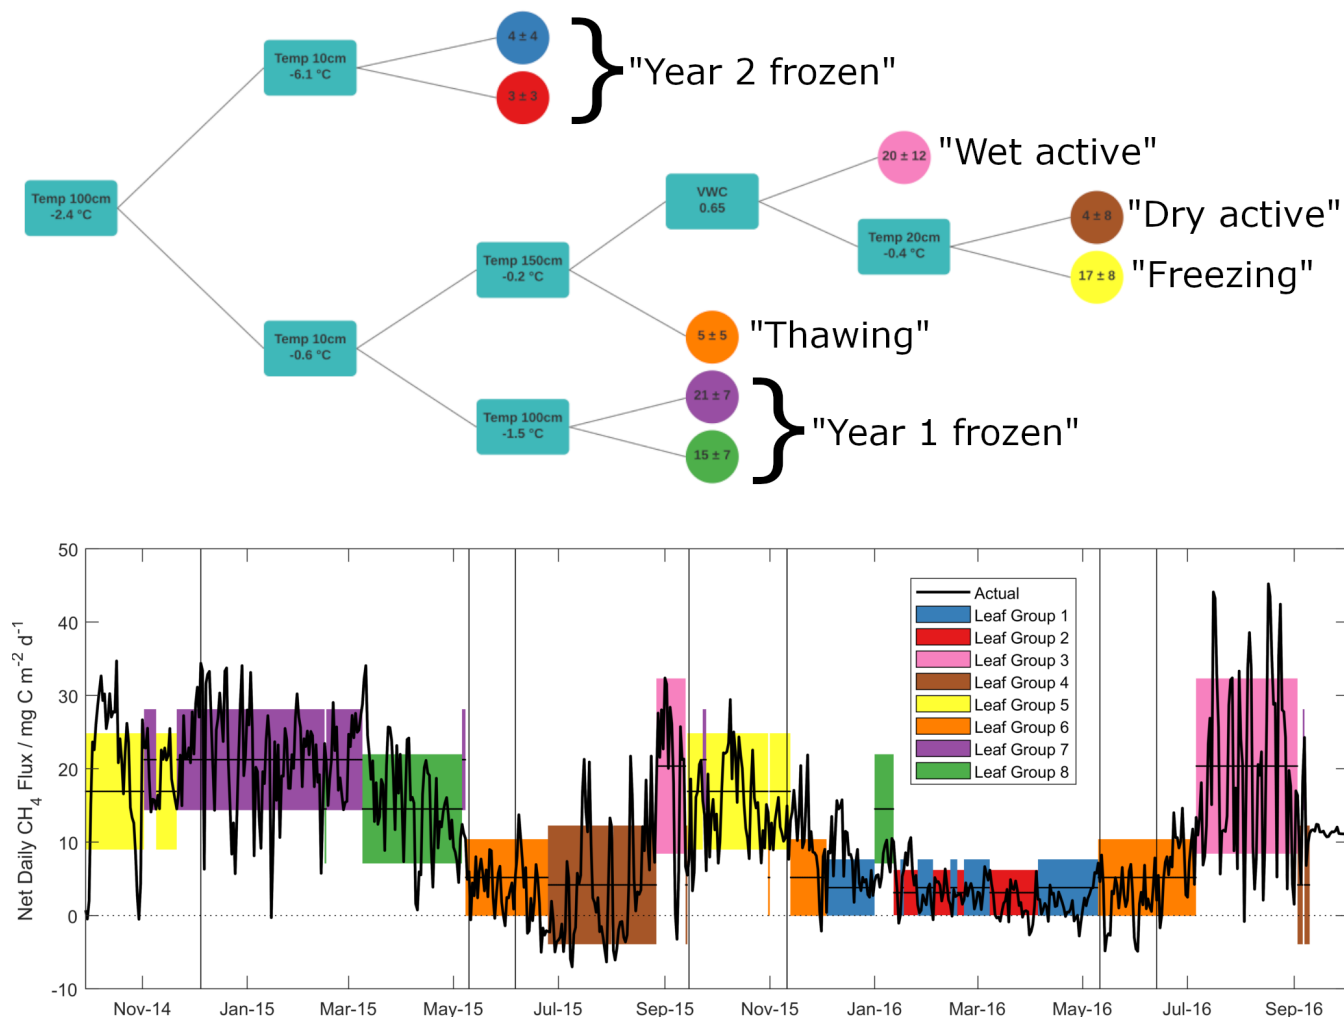 4 ± 4
Temp 10cm
-6.1 °C
"Year 2 frozen"
3 ± 3
20 ± 12
"Wet active"
Temp 100cm
-2.4 °C
VWC
0.65
4 ± 8
"Dry active"
Temp 20cm
-0.4 °C
Temp 150cm
-0.2 °C
17 ± 8
"Freezing"
5 ± 5
"Thawing"
Temp 10cm
-0.6 °C
21 ± 7
Temp 100cm
-1.5 °C
"Year 1 frozen"
15 ± 7
Net Daily CH4 Flux / mg C m-2 d-1
50
40
30
20
10
0
-10
Actual
Leaf Group 1
Leaf Group 2
Leaf Group 3
Leaf Group 4
Leaf Group 5
Leaf Group 6
Leaf Group 7
Leaf Group 8
Nov-14 Jan-15 Mar-15 May-15 Jul-15 Sep-15 Nov-15 Jan-16 Mar-16 May-16 Jul-16 Sep-16